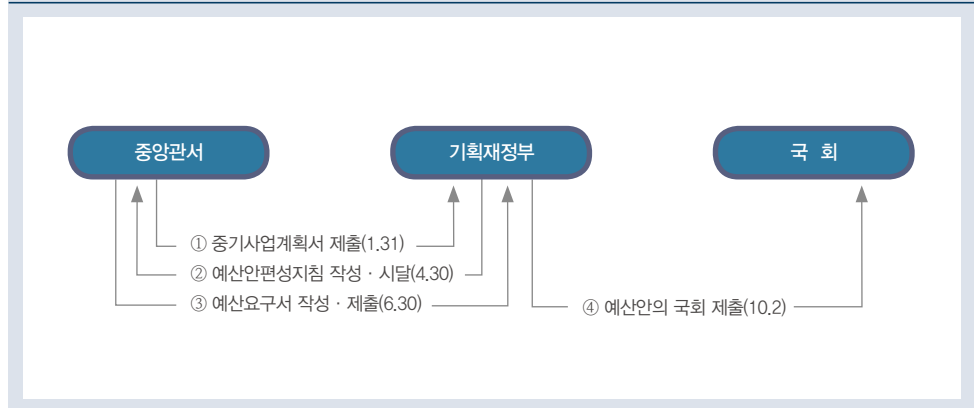 중앙관서
기획재정부
국 회
① 중기사업계획서 제출(1.31)
② 예산안편성지침 작성 · 시달(4.30)
③ 예산요구서 작성 · 제출(6.30)
④ 예산안의 국회 제출(10.2)